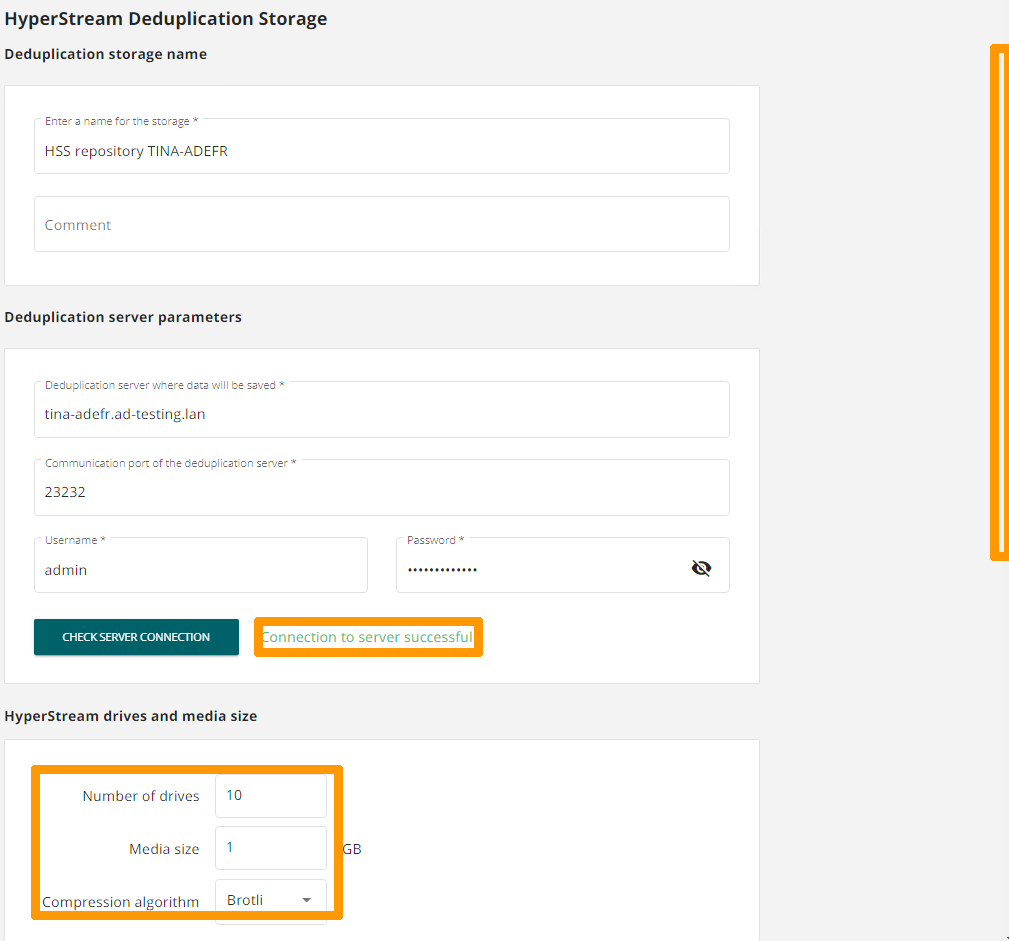 HyperStream Deduplication Storage
Deduplication storage name
Enter a name for the storage *
HSS repository TINA-ADEFR
Comment
Deduplication server parameters
Deduplication server where data will be saved *
tina-adefr.ad-testing.lan
Communication port of the deduplication server *
23232
Username * Password *
admin •••••••••••••
CHECK SERVER CONNECTION Connection to server successful
HyperStream drives and media size
Number of drives 10
Media size 1 GB
Compression algorithm Brotli